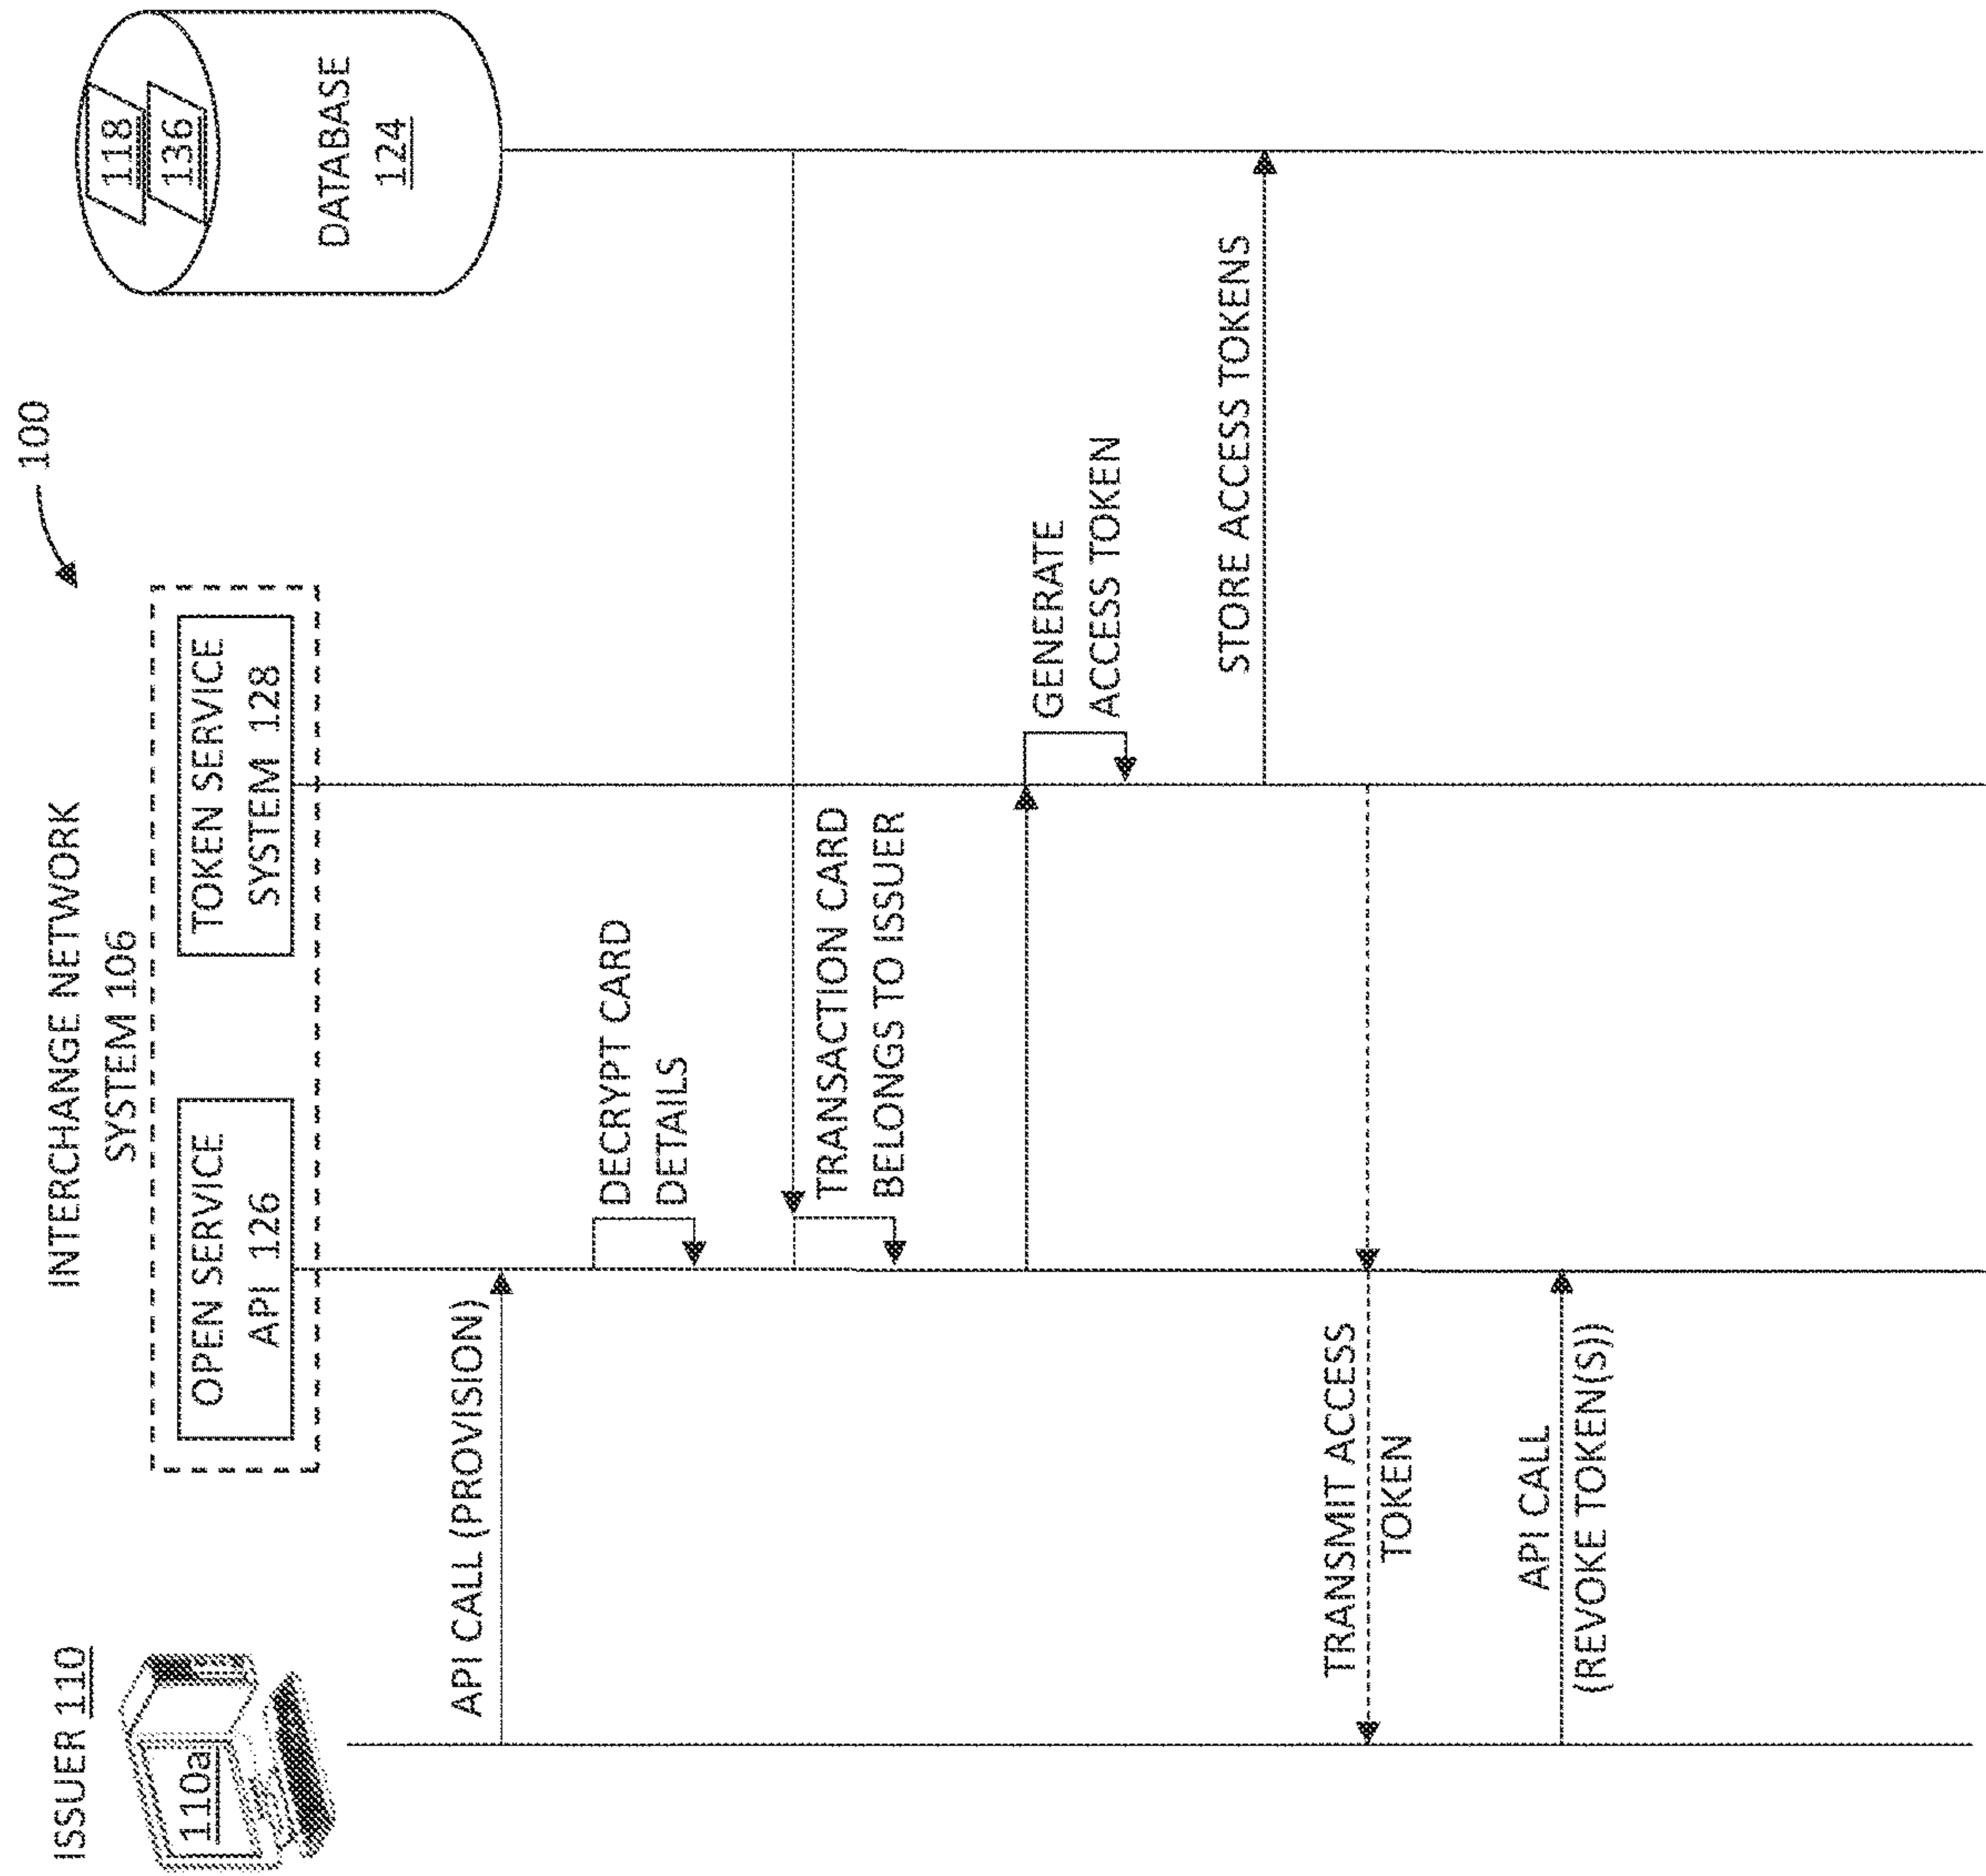 100
ISSUER 110
110a
INTERCHANGE NETWORK
SYSTEM 106
OPEN SERVICE
API 126
TOKEN SERVICE
SYSTEM 128
118
136
DATABASE
124
API CALL (PROVISION)
DECRYPT CARD
DETAILS
TRANSACTION CARD
BELONGS TO ISSUER
GENERATE
ACCESS TOKEN
STORE ACCESS TOKENS
TRANSMIT ACCESS
TOKEN
API CALL
(REVOKE TOKEN(S))